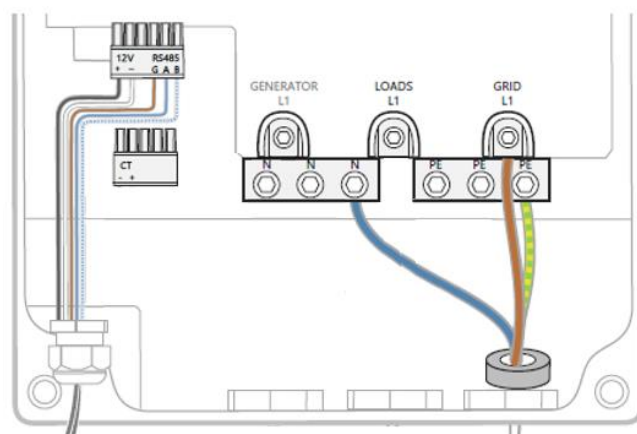 12V RS485
+ - G A B
CT
- +
GENERATOR
L1
LOADS
L1
GRID
L1
N N N PE PE PE